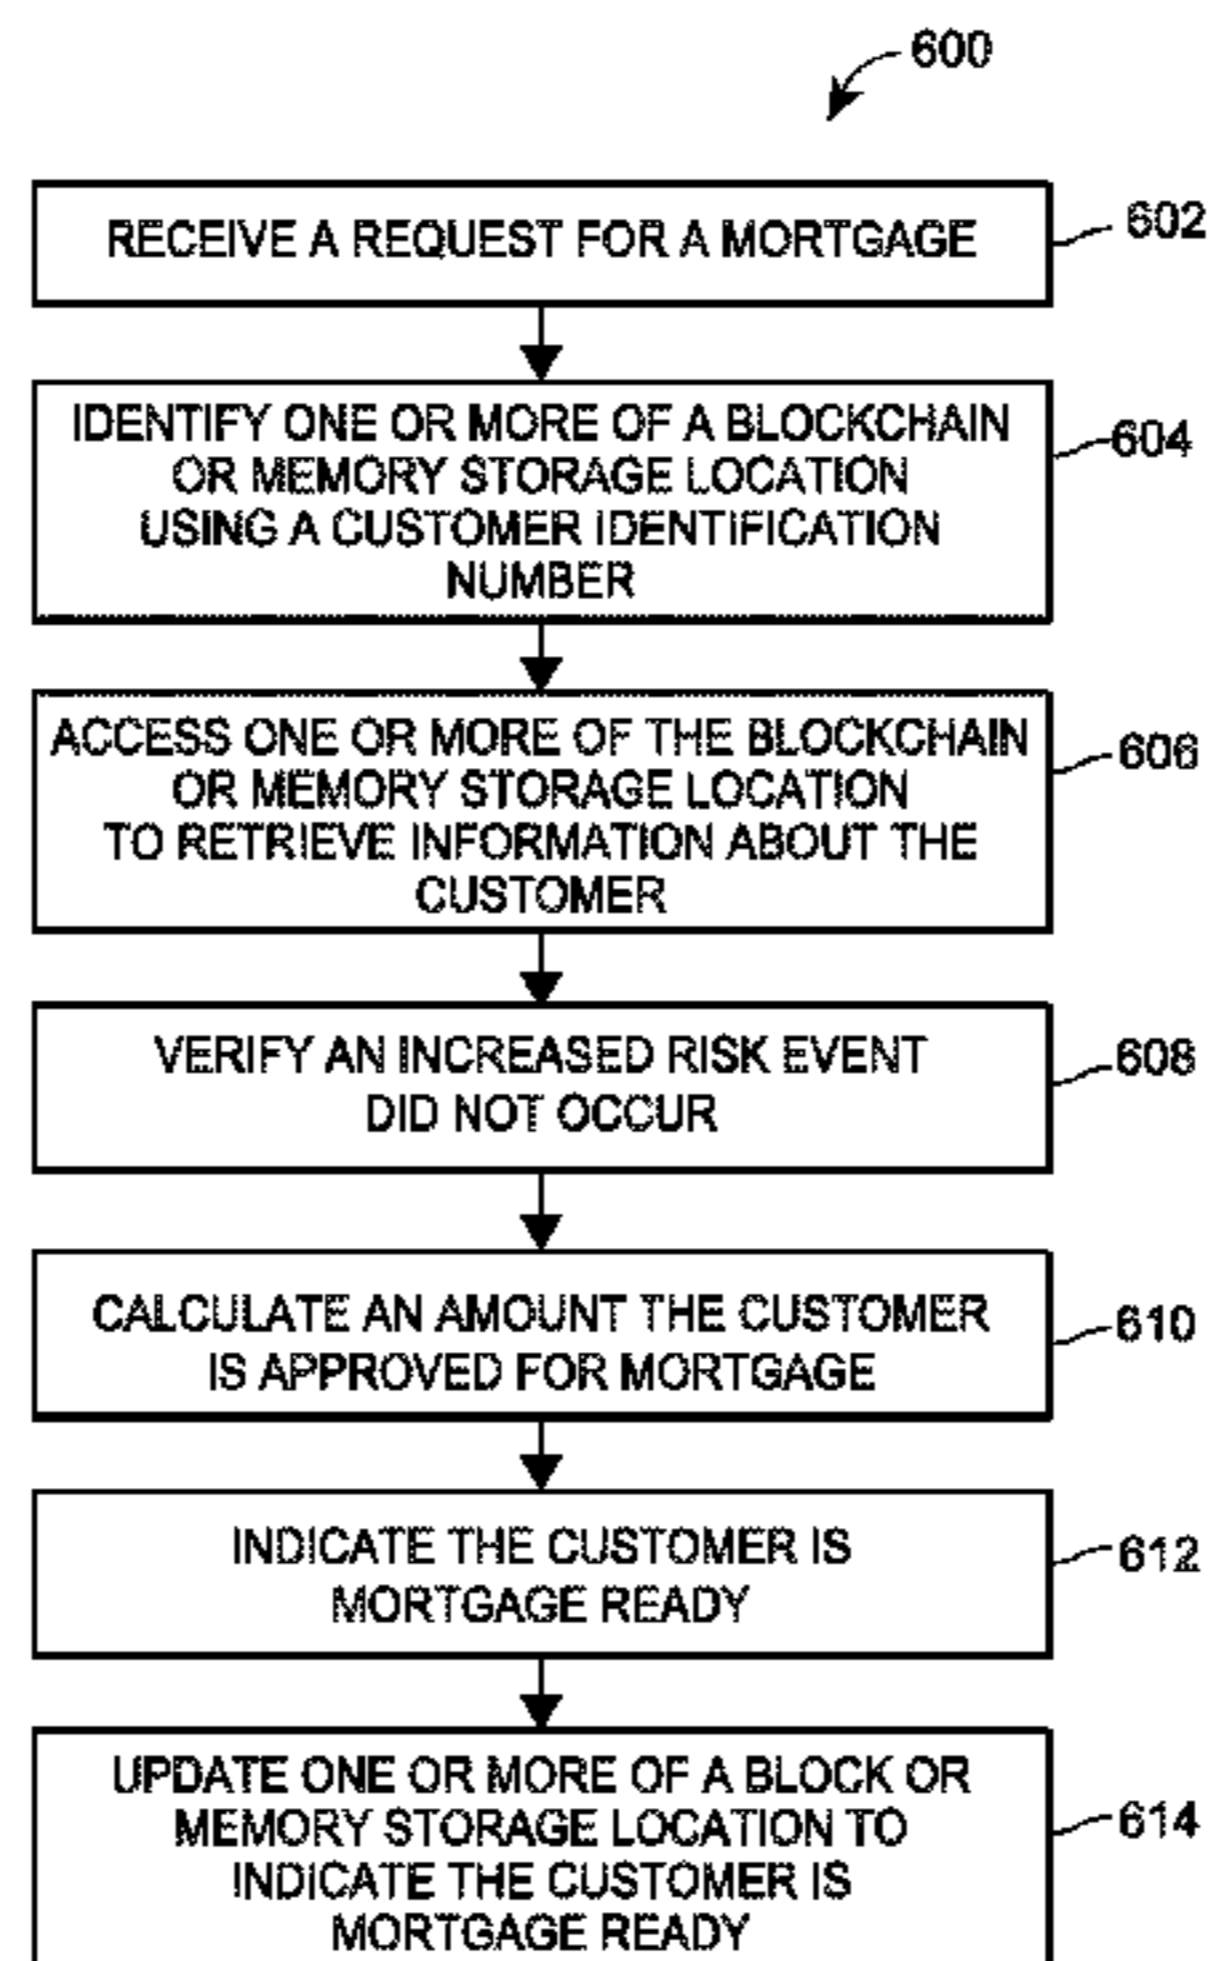 600
RECEIVE A REQUEST FOR A MORTGAGE
602
IDENTIFY ONE OR MORE OF A BLOCKCHAIN
OR MEMORY STORAGE LOCATION
USING A CUSTOMER IDENTIFICATION
NUMBER
604
ACCESS ONE OR MORE OF THE BLOCKCHAIN
OR MEMORY STORAGE LOCATION
TO RETRIEVE INFORMATION ABOUT THE
CUSTOMER
606
VERIFY AN INCREASED RISK EVENT
DID NOT OCCUR
608
CALCULATE AN AMOUNT THE CUSTOMER
IS APPROVED FOR MORTGAGE
610
INDICATE THE CUSTOMER IS
MORTGAGE READY
612
UPDATE ONE OR MORE OF A BLOCK OR
MEMORY STORAGE LOCATION TO
INDICATE THE CUSTOMER IS
MORTGAGE READY
614